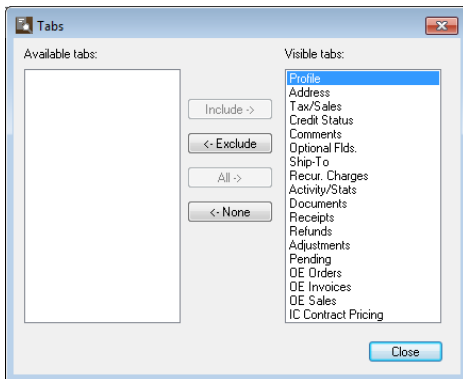 Tabs
Available tabs:
Visible tabs:
Include ->
<- Exclude
All ->
<- None
Profile
Address
Tax/Sales
Credit Status
Comments
Optional Flds.
Ship-To
Recur. Charges
Activity/Stats
Documents
Receipts
Refunds
Adjustments
Pending
OE Orders
OE Invoices
OE Sales
IC Contract Pricing
Close